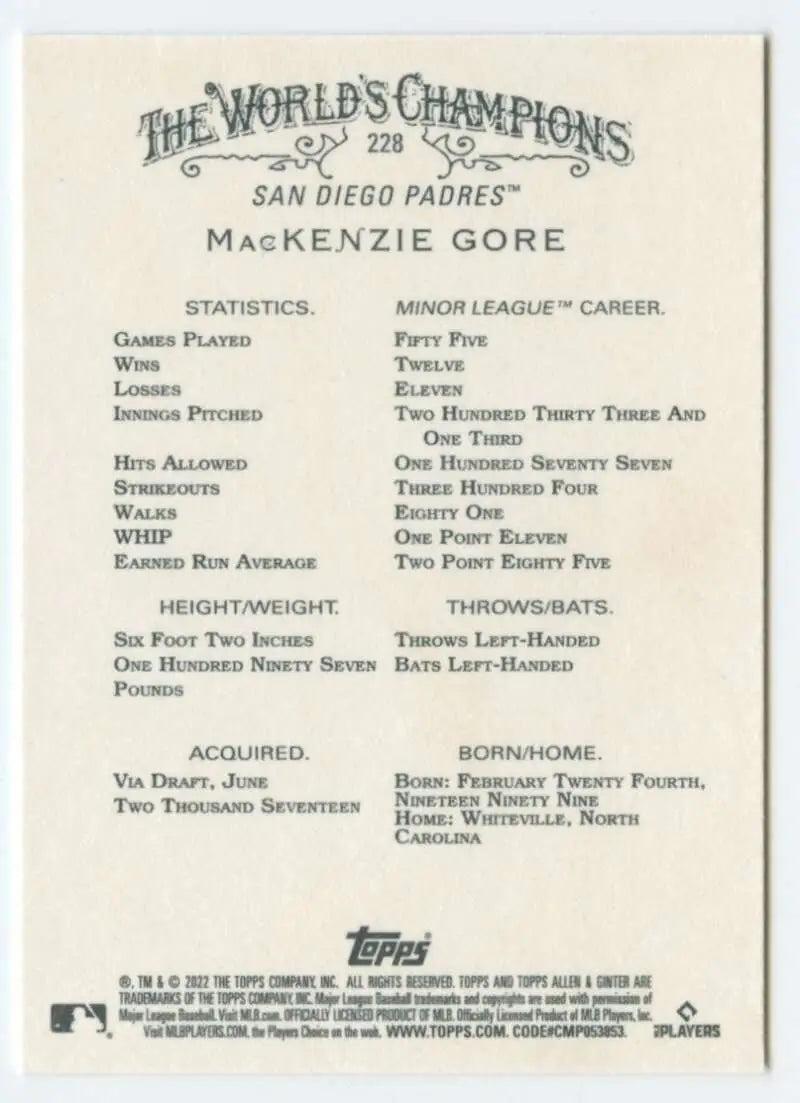 THE WORLD'S CHAMPIONS
228
SAN DIEGO PADRES™
MacKENZIE GORE
STATISTICS. MINOR LEAGUE™ CAREER.
GAMES PLAYED FIFTY FIVE
WINS TWELVE
LOSSES ELEVEN
INNINGS PITCHED TWO HUNDRED THIRTY THREE AND
ONE THIRD
HITS ALLOWED ONE HUNDRED SEVENTY SEVEN
STRIKEOUTS THREE HUNDRED FOUR
WALKS EIGHTY ONE
WHIP ONE POINT ELEVEN
EARNED RUN AVERAGE TWO POINT EIGHTY FIVE
HEIGHT/WEIGHT. THROWS/BATS.
SIX FOOT TWO INCHES THROWS LEFT-HANDED
ONE HUNDRED NINETY SEVEN BATS LEFT-HANDED
POUNDS
ACQUIRED. BORN/HOME.
VIA DRAFT, JUNE BORN: FEBRUARY TWENTY FOURTH,
TWO THOUSAND SEVENTEEN NINETEEN NINETY NINE
HOME: WHITEVILLE, NORTH
CAROLINA
Topps®
®, TM & © 2022 THE TOPPS COMPANY, INC. ALL RIGHTS RESERVED. TOPPS AND TOPPS ALLEN & GINTER ARE
TRADEMARKS OF THE TOPPS COMPANY, INC. Major League Baseball trademarks and copyrights are used with permission of
Major League Baseball. Visit MLB.com. OFFICIALLY LICENSED PRODUCT OF MLB. Officially Licensed Product of MLB Players, Inc.
Visit MLBPLAYERS.COM, the Players Choice on the web. WWW.TOPPS.COM. CODE#CMP053853.
PLAYERS